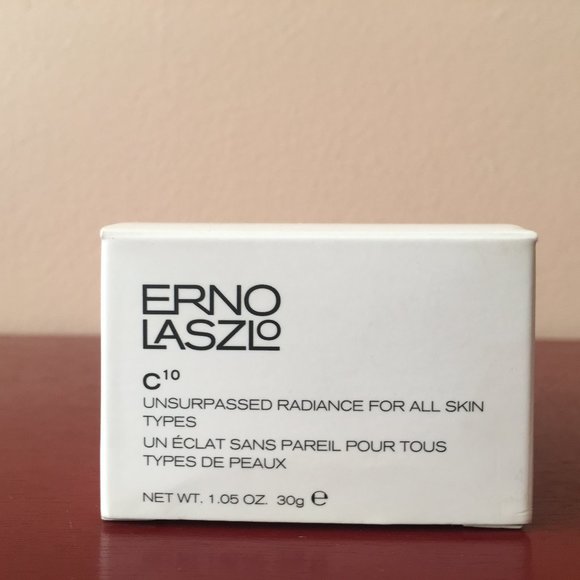 ERNO
LASZLO
C¹⁰
UNSURPASSED RADIANCE FOR ALL SKIN
TYPES
UN ÉCLAT SANS PAREIL POUR TOUS
TYPES DE PEAUX
NET WT. 1.05 OZ. 30g ℮